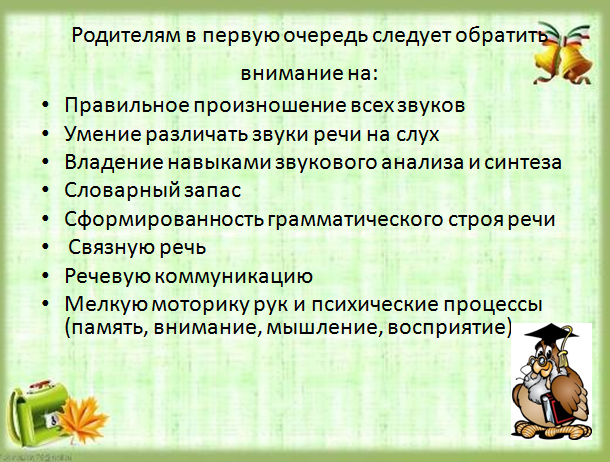 Родителям в первую очередь следует обратить
внимание на:
• Правильное произношение всех звуков
• Умение различать звуки речи на слух
• Владение навыками звукового анализа и синтеза
• Словарный запас
• Сформированность грамматического строя речи
• Связную речь
• Речевую коммуникацию
• Мелкую моторику рук и психические процессы
(память, внимание, мышление, восприятие)